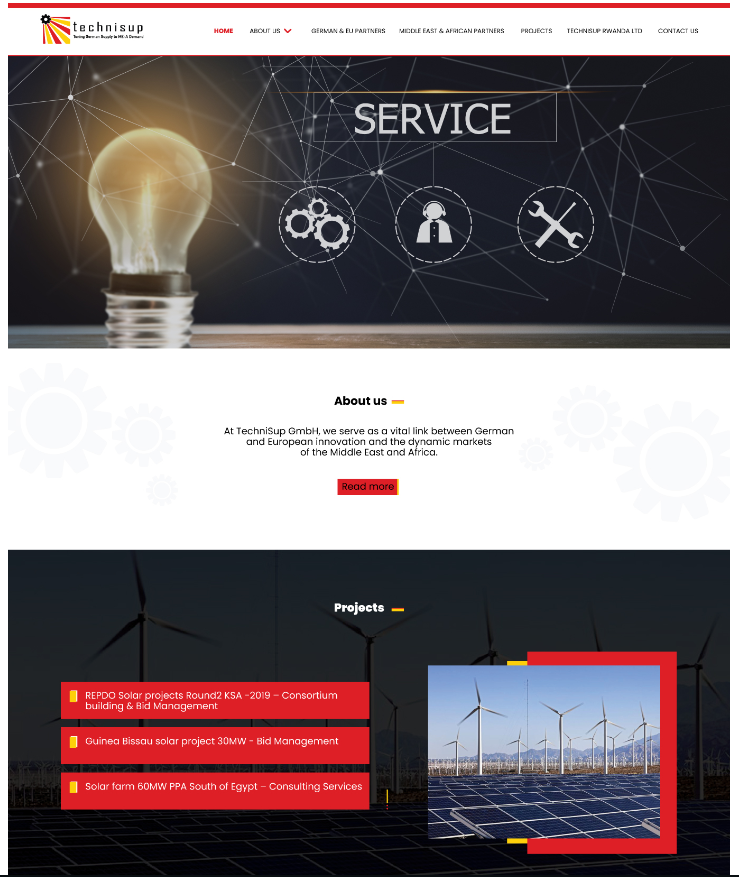 technisup
Taking German Supply to MEA Demand
HOME
ABOUT US
GERMAN & EU PARTNERS
MIDDLE EAST & AFRICAN PARTNERS
PROJECTS
TECHNISUP RWANDA LTD
CONTACT US
SERVICE
About us
At TechniSup GmbH, we serve as a vital link between German
and European innovation and the dynamic markets
of the Middle East and Africa.
Read more
Projects
REPDO Solar projects Round2 KSA -2019 – Consortium
building & Bid Management
Guinea Bissau solar project 30MW - Bid Management
Solar farm 60MW PPA South of Egypt – Consulting Services